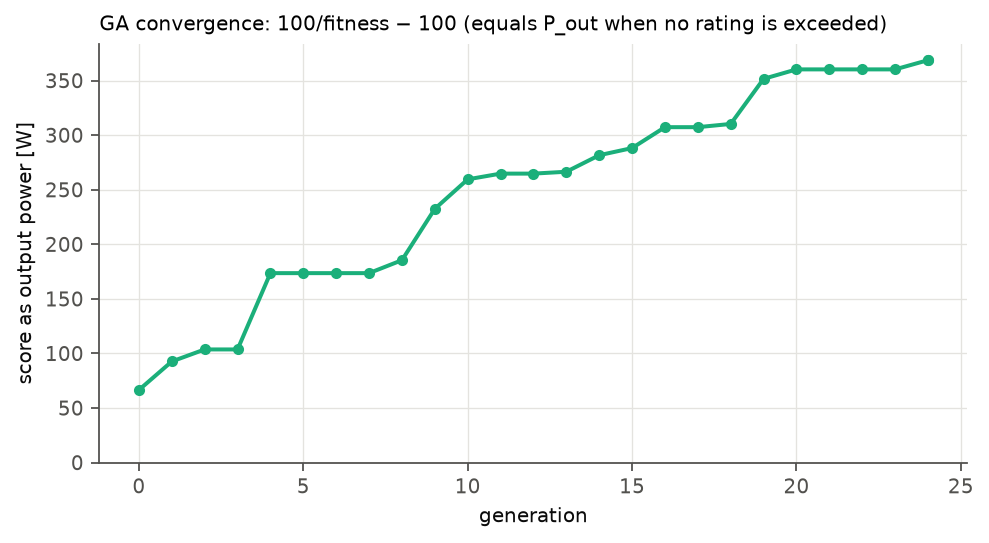 GA convergence: 100/fitness − 100 (equals P_out when no rating is exceeded)
score as output power [W]
350
300
250
200
150
100
50
0
0 5 10 15 20 25
generation